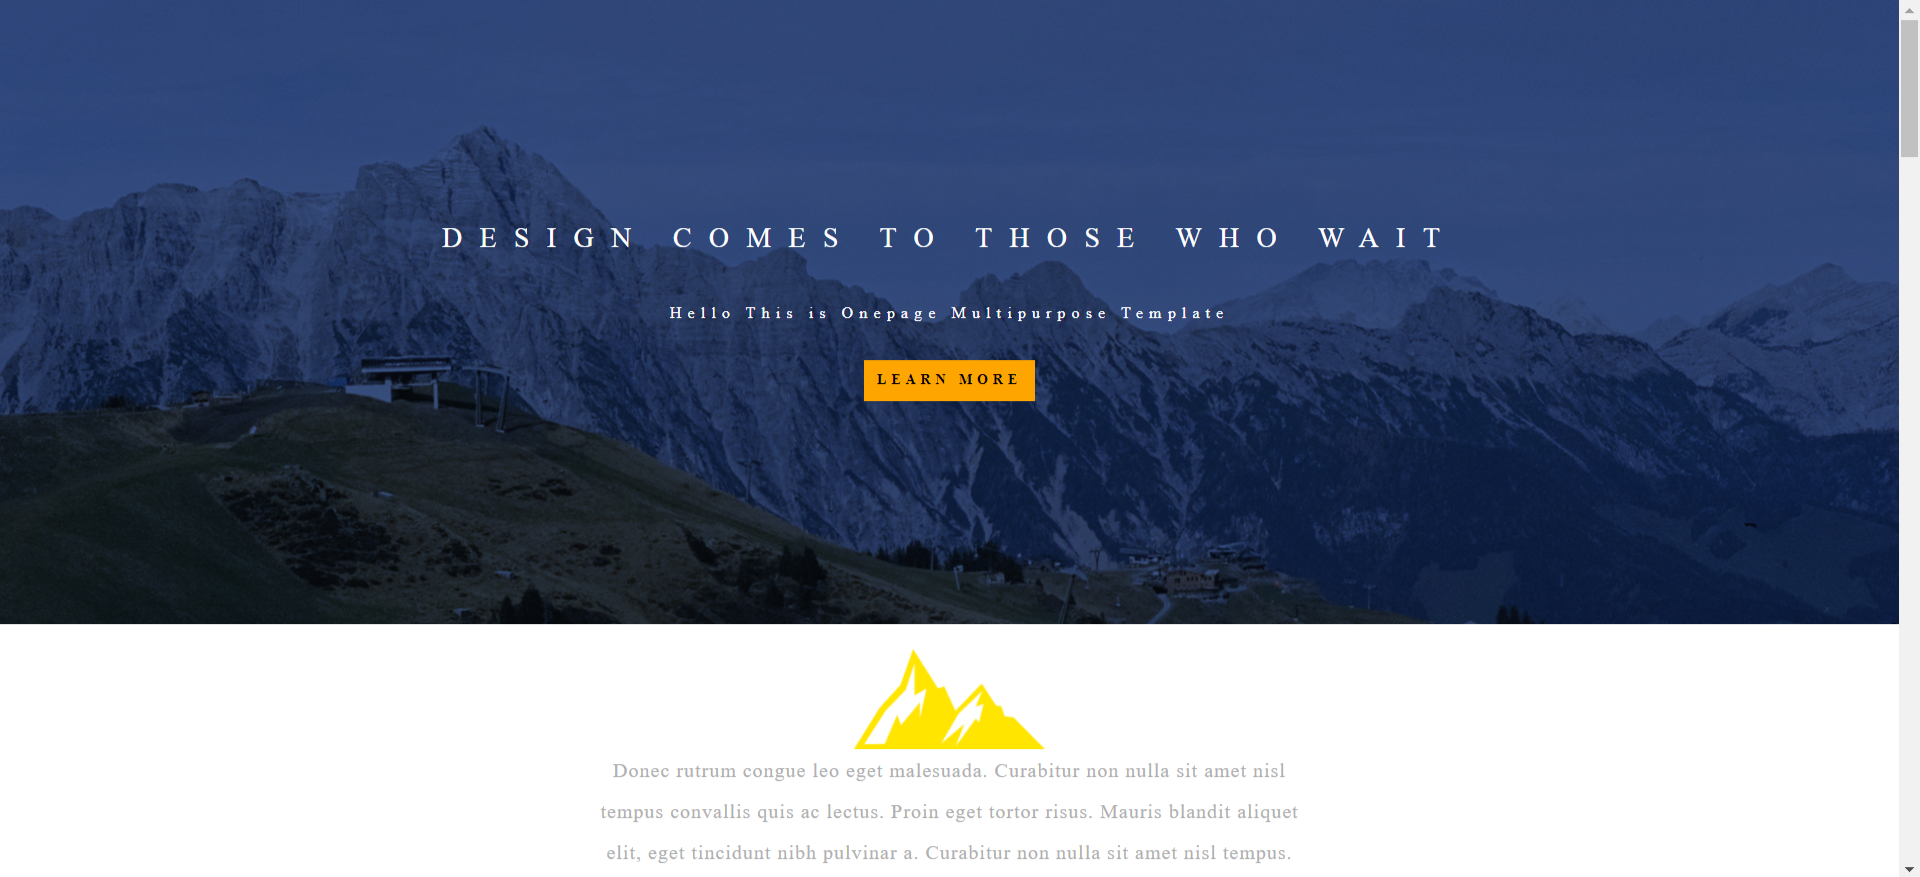 DESIGN COMES TO THOSE WHO WAIT
Hello This is Onepage Multipurpose Template
LEARN MORE
Donec rutrum congue leo eget malesuada. Curabitur non nulla sit amet nisl
tempus convallis quis ac lectus. Proin eget tortor risus. Mauris blandit aliquet
elit, eget tincidunt nibh pulvinar a. Curabitur non nulla sit amet nisl tempus.